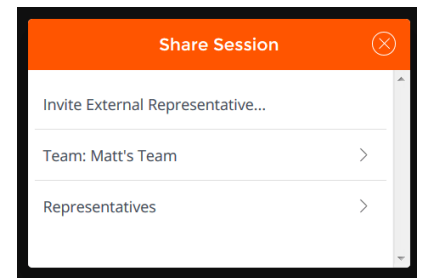 Share Session
Invite External Representative...
Team: Matt's Team
Representatives